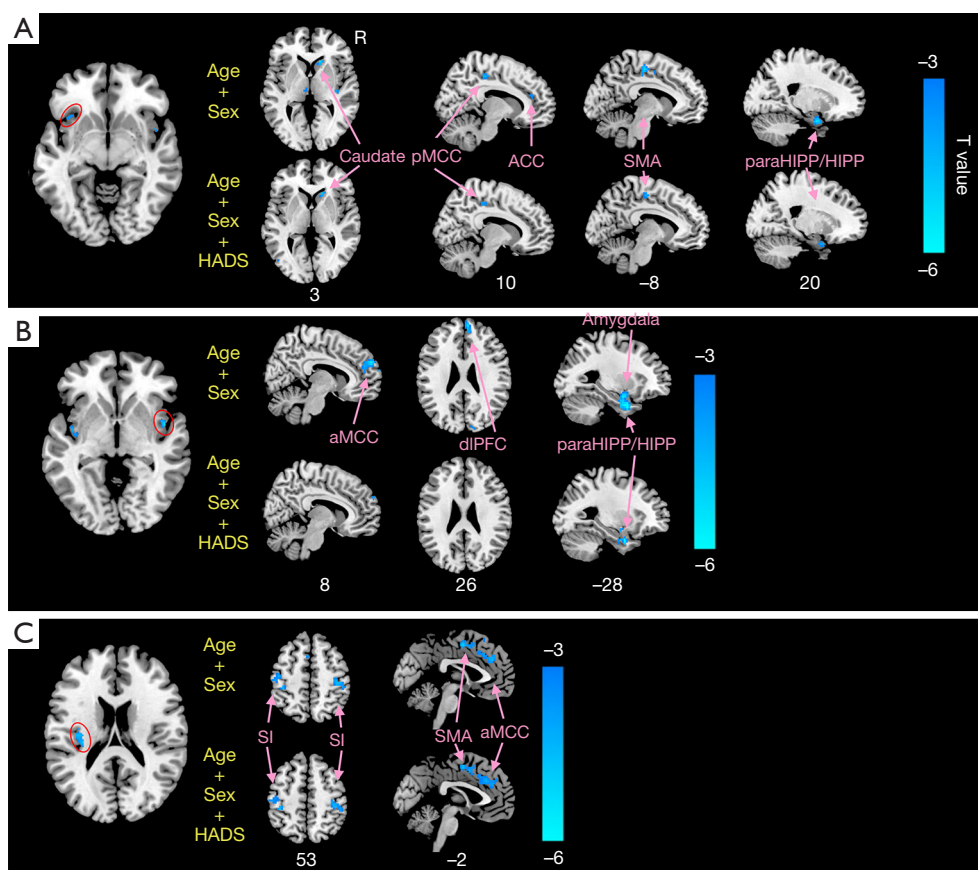 A
R
Age
+
Sex
Caudate pMCC
ACC
SMA
paraHIPP/HIPP
Age
+
Sex
+
HADS
3
10
–8
20
–3
T value
–6
B
Age
+
Sex
Amygdala
aMCC
dlPFC
paraHIPP/HIPP
Age
+
Sex
+
HADS
8
26
–28
–3
–6
C
Age
+
Sex
SI
SI
SMA
aMCC
Age
+
Sex
+
HADS
53
–2
–3
–6